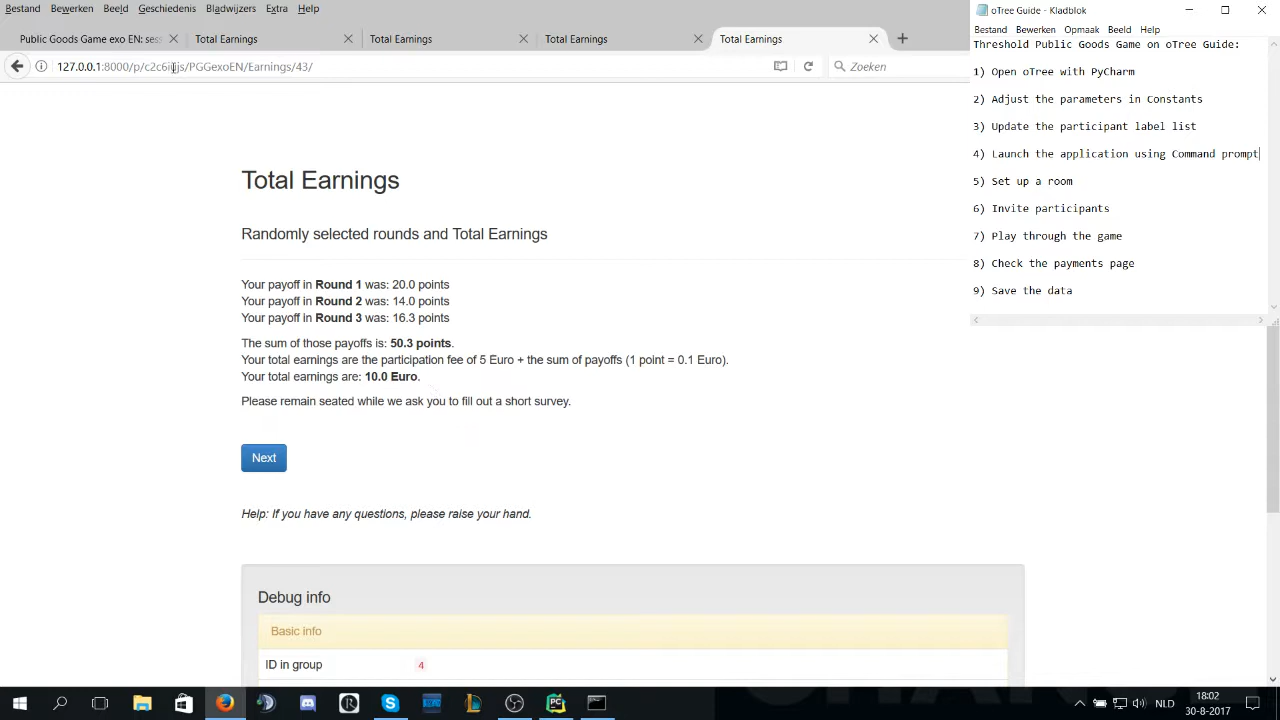 Bestand Bewerken Beeld Geschiedenis Bladwijzers Extra Help
Public Goods Game exo EN: ses
Total Earnings
Total Earnings
Total Earnings
Total Earnings
Zoeken
Total Earnings
Randomly selected rounds and Total Earnings
Your payoff in Round 1 was: 20.0 points
Your payoff in Round 2 was: 14.0 points
Your payoff in Round 3 was: 16.3 points
The sum of those payoffs is: 50.3 points.
Your total earnings are the participation fee of 5 Euro + the sum of payoffs (1 point = 0.1 Euro).
Your total earnings are: 10.0 Euro.
Please remain seated while we ask you to fill out a short survey.
Next
Help: If you have any questions, please raise your hand.
Debug info
Basic info
ID in group 4
oTree Guide - Kladblok
Bestand Bewerken Opmaak Beeld Help
Threshold Public Goods Game on oTree Guide:
1) Open oTree with PyCharm
2) Adjust the parameters in Constants
3) Update the participant label list
4) Launch the application using Command prompt
5) Set up a room
6) Invite participants
7) Play through the game
8) Check the payments page
9) Save the data
NLD
18:02
30-8-2017